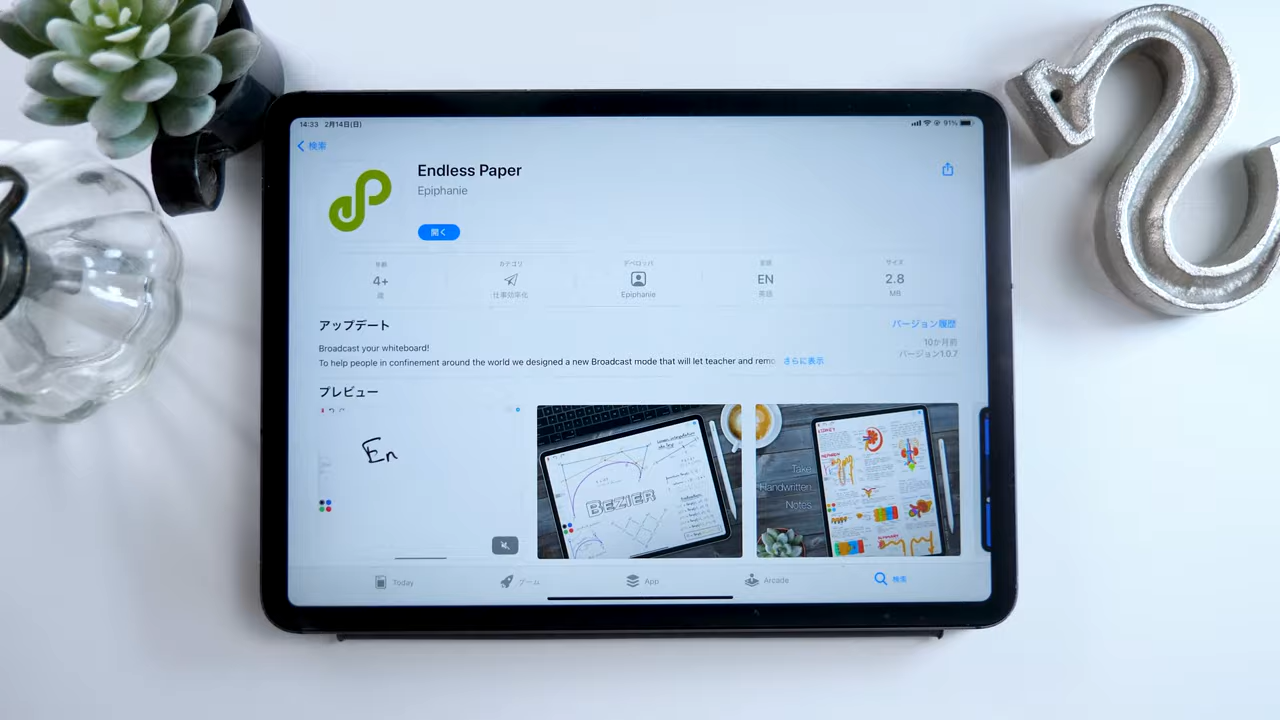 14:33 2月14日(日)
91%
検索
Endless Paper
Epiphanie
開く
年齢
4+
歳
カテゴリ
仕事効率化
デベロッパ
Epiphanie
言語
EN
英語
サイズ
2.8
MB
アップデート
バージョン履歴
Broadcast your whiteboard!
10か月前
To help people in confinement around the world we designed a new Broadcast mode that will let teacher and remo
さらに表示
バージョン1.0.7
プレビュー
En
BEZIER
Take
Handwritten
Notes
KIDNEY
Today
ゲーム
App
Arcade
検索